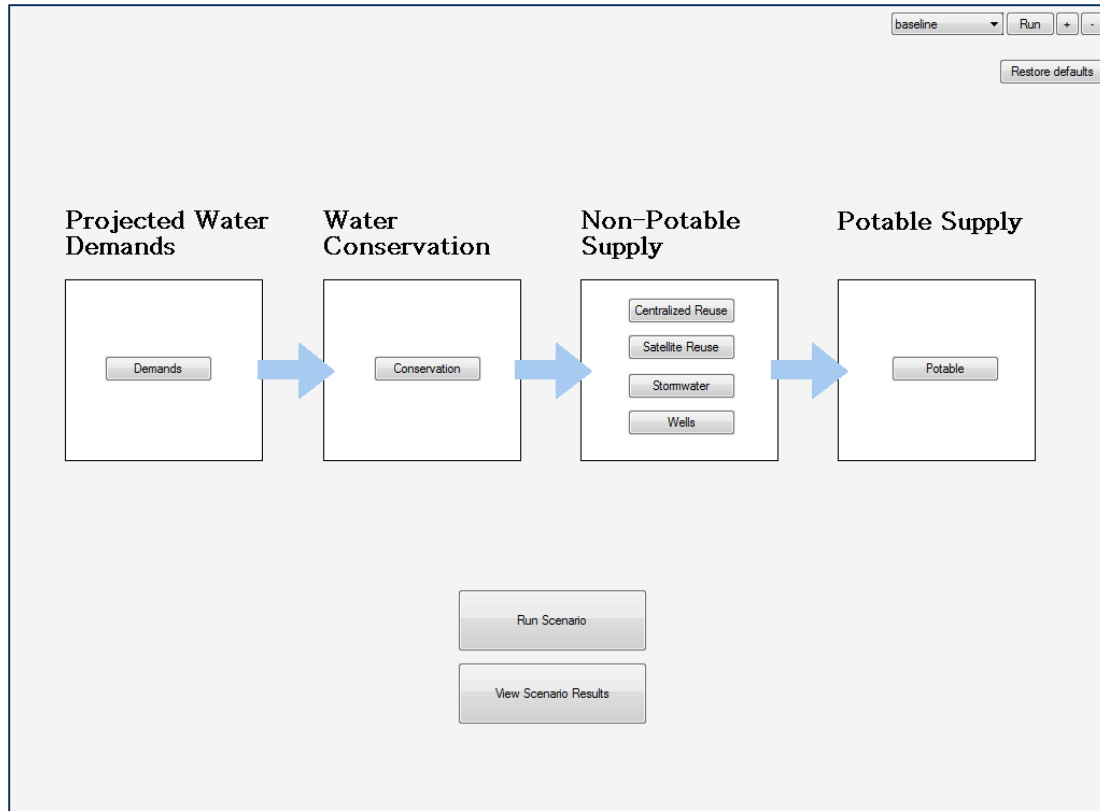 baseline Run + -
Restore defaults
Projected Water
Demands
Water
Conservation
Non-Potable
Supply
Potable Supply
Demands
Conservation
Centralized Reuse
Satellite Reuse
Stormwater
Wells
Potable
Run Scenario
View Scenario Results